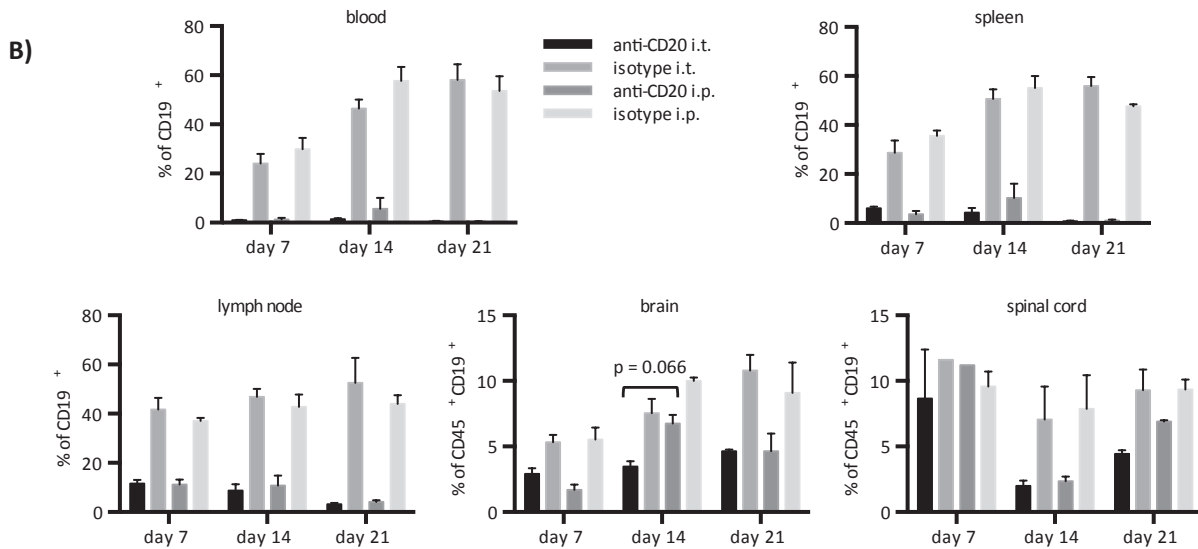 B)
blood
% of CD19 +
80
60
40
20
0
day 7 day 14 day 21
anti-CD20 i.t.
isotype i.t.
anti-CD20 i.p.
isotype i.p.
spleen
% of CD19 +
80
60
40
20
0
day 7 day 14 day 21
lymph node
% of CD19 +
80
60
40
20
0
day 7 day 14 day 21
brain
% of CD45 + CD19 +
15
10
5
0
p = 0.066
day 7 day 14 day 21
spinal cord
% of CD45 + CD19 +
15
10
5
0
day 7 day 14 day 21